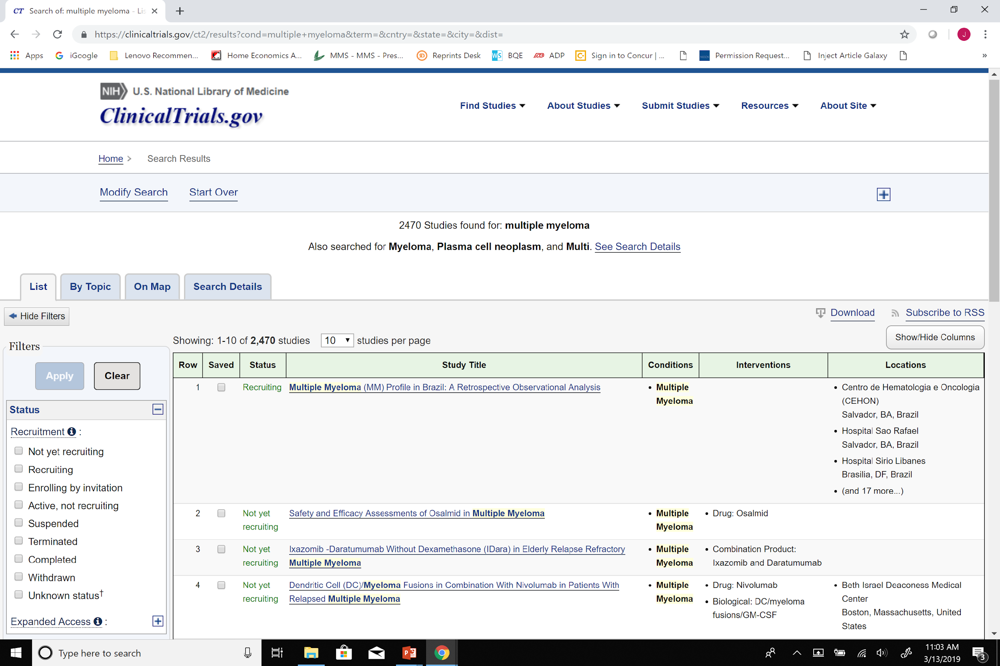 CT Search of: multiple myeloma - Lis
https://clinicaltrials.gov/ct2/results?cond=multiple+myeloma&term=&cntry=&state=&city=&dist=
J
Apps iGoogle Lenovo Recommen... Home Economics A... MMS - MMS - Pres... Reprints Desk WS BQE ADP Sign in to Concur | ... Permission Request... Inject Article Galaxy »
NIH U.S. National Library of Medicine
ClinicalTrials.gov
Find Studies About Studies Submit Studies Resources About Site
Home > Search Results
Modify Search Start Over
2470 Studies found for: multiple myeloma
Also searched for Myeloma, Plasma cell neoplasm, and Multi. See Search Details
List By Topic On Map Search Details
Hide Filters
Download Subscribe to RSS
Show/Hide Columns
Showing: 1-10 of 2,470 studies 10 studies per page
Filters
Apply Clear
Status
Recruitment :
Not yet recruiting
Recruiting
Enrolling by invitation
Active, not recruiting
Suspended
Terminated
Completed
Withdrawn
Unknown status†
Expanded Access :
Row Saved Status Study Title Conditions Interventions Locations
1 Recruiting Multiple Myeloma (MM) Profile in Brazil: A Retrospective Observational Analysis
• Multiple
Myeloma
• Centro de Hematologia e Oncologia
(CEHON)
Salvador, BA, Brazil
• Hospital Sao Rafael
Salvador, BA, Brazil
• Hospital Sirio Libanes
Brasilia, DF, Brazil
• (and 17 more...)
2 Not yet
recruiting
Safety and Efficacy Assessments of Osalmid in Multiple Myeloma
• Multiple
Myeloma
• Drug: Osalmid
3 Not yet
recruiting
Ixazomib -Daratumumab Without Dexamethasone (IDara) in Elderly Relapse Refractory
Multiple Myeloma
• Multiple
Myeloma
• Combination Product:
Ixazomib and Daratumumab
4 Not yet
recruiting
Dendritic Cell (DC)/Myeloma Fusions in Combination With Nivolumab in Patients With
Relapsed Multiple Myeloma
• Multiple
Myeloma
• Drug: Nivolumab
• Biological: DC/myeloma
fusions/GM-CSF
• Beth Israel Deaconess Medical
Center
Boston, Massachusetts, United
States
Type here to search
11:03 AM
3/13/2019
3